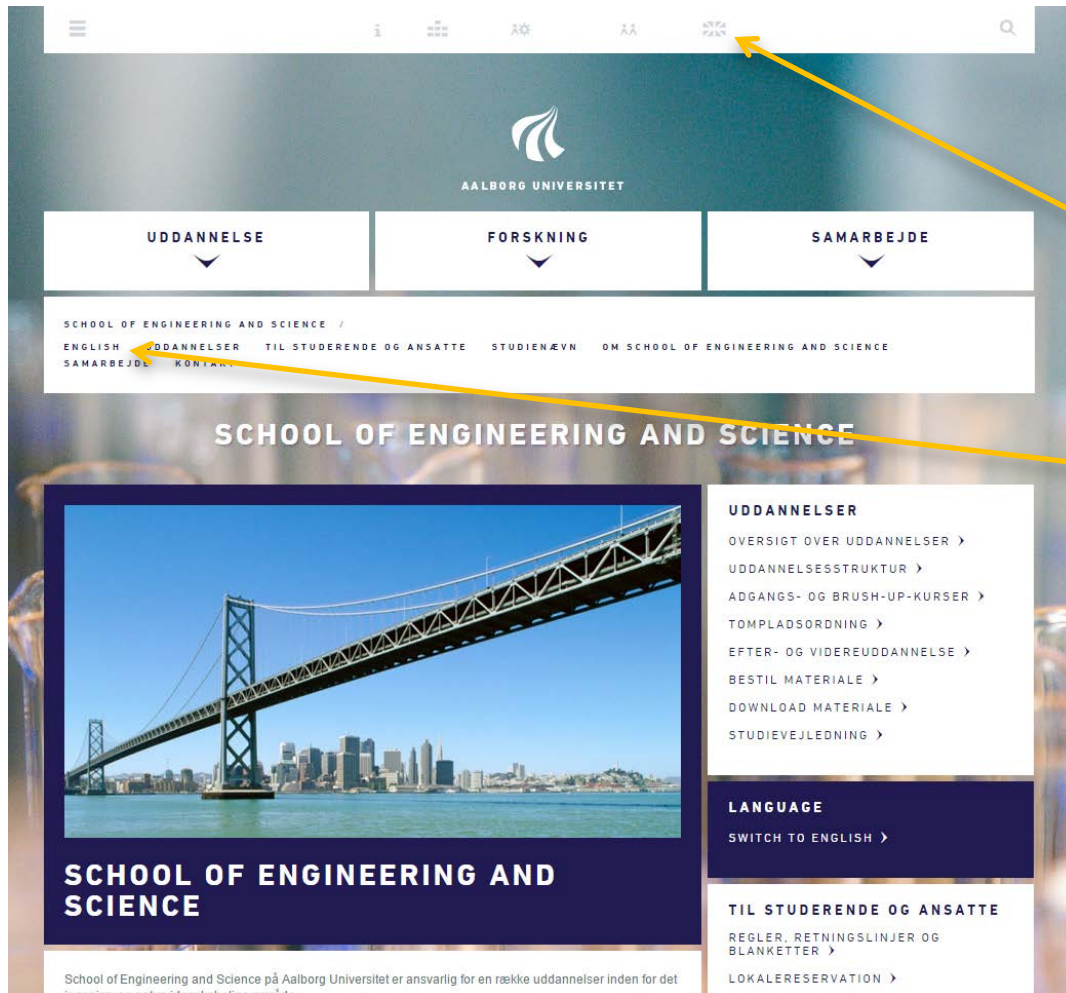 AALBORG UNIVERSITET
UDDANNELSE
FORSKNING
SAMARBEJDE
SCHOOL OF ENGINEERING AND SCIENCE /
ENGLISH UDDANNELSER TIL STUDERENDE OG ANSATTE STUDIENÆVN OM SCHOOL OF ENGINEERING AND SCIENCE
SAMARBEJDE KONTAKT
SCHOOL OF ENGINEERING AND SCIENCE
SCHOOL OF ENGINEERING AND
SCIENCE
School of Engineering and Science på Aalborg Universitet er ansvarlig for en række uddannelser inden for det
UDDANNELSER
OVERSIGT OVER UDDANNELSER
UDDANNELSESSTRUKTUR
ADGANGS- OG BRUSH-UP-KURSER
TOMPLADSORDNING
EFTER- OG VIDEREUDDANNELSE
BESTIL MATERIALE
DOWNLOAD MATERIALE
STUDIEVEJLEDNING
LANGUAGE
SWITCH TO ENGLISH
TIL STUDERENDE OG ANSATTE
REGLER, RETNINGSLINJER OG
BLANKETTER
LOKALERESERVATION